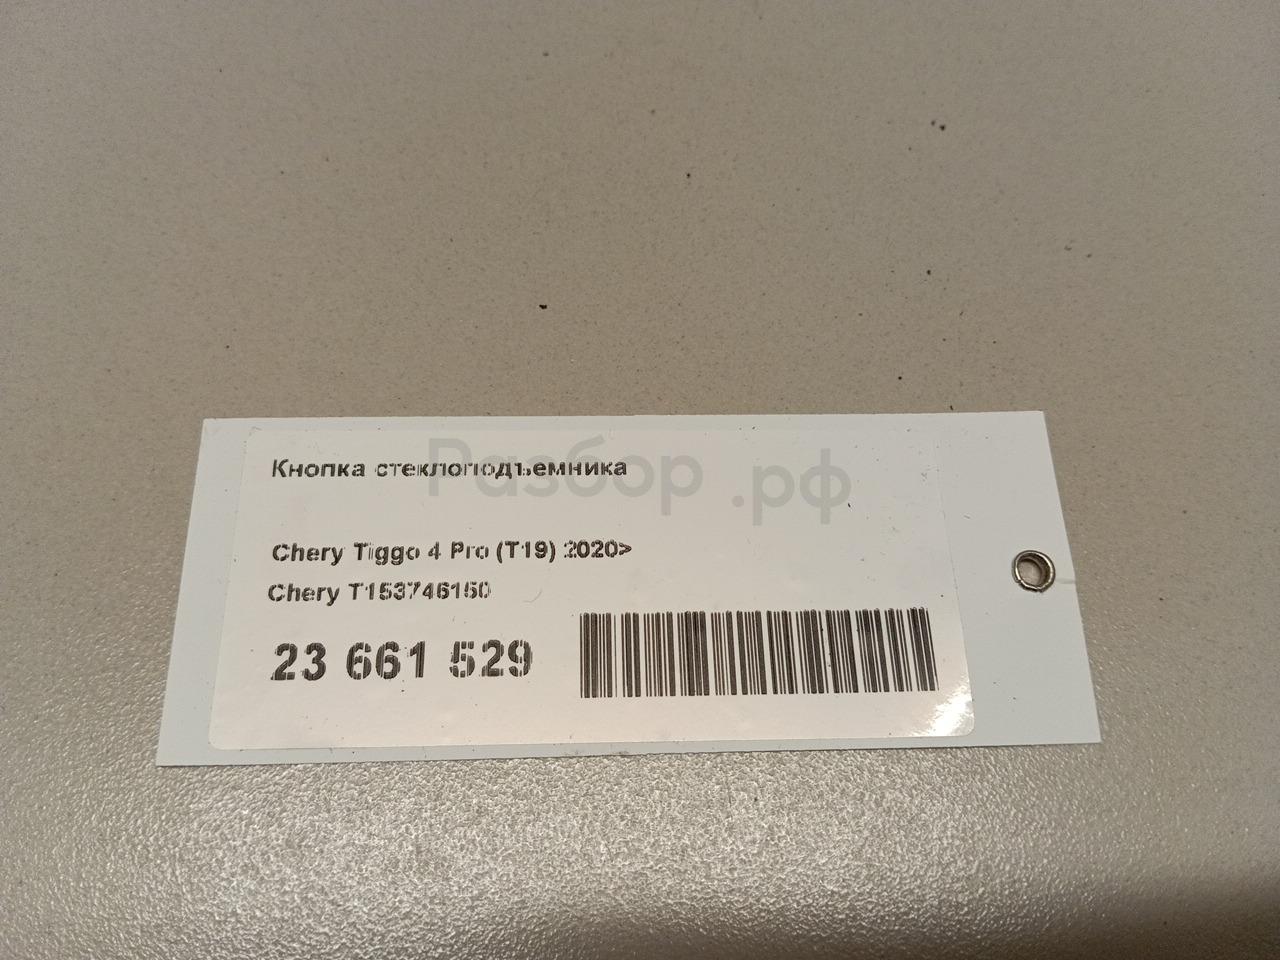 Разбор.рф
Кнопка стеклоподъемника
Chery Tiggo 4 Pro (T19) 2020>
Chery T153746150
23 661 529